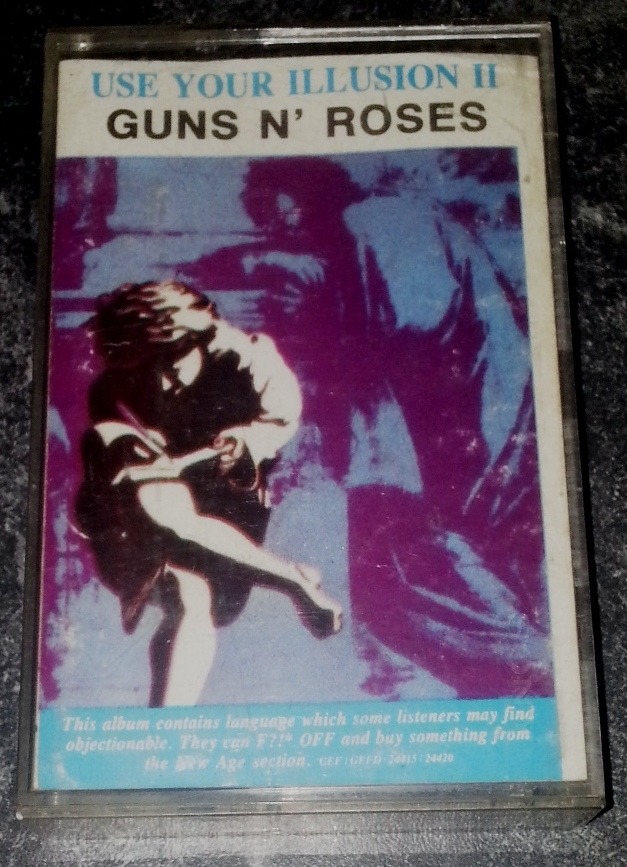 USE YOUR ILLUSION II
GUNS N' ROSES
This album contains language which some listeners may find
objectionable. They can F?!* OFF and buy something from
the New Age section. GEF/GEFD-24415/24420